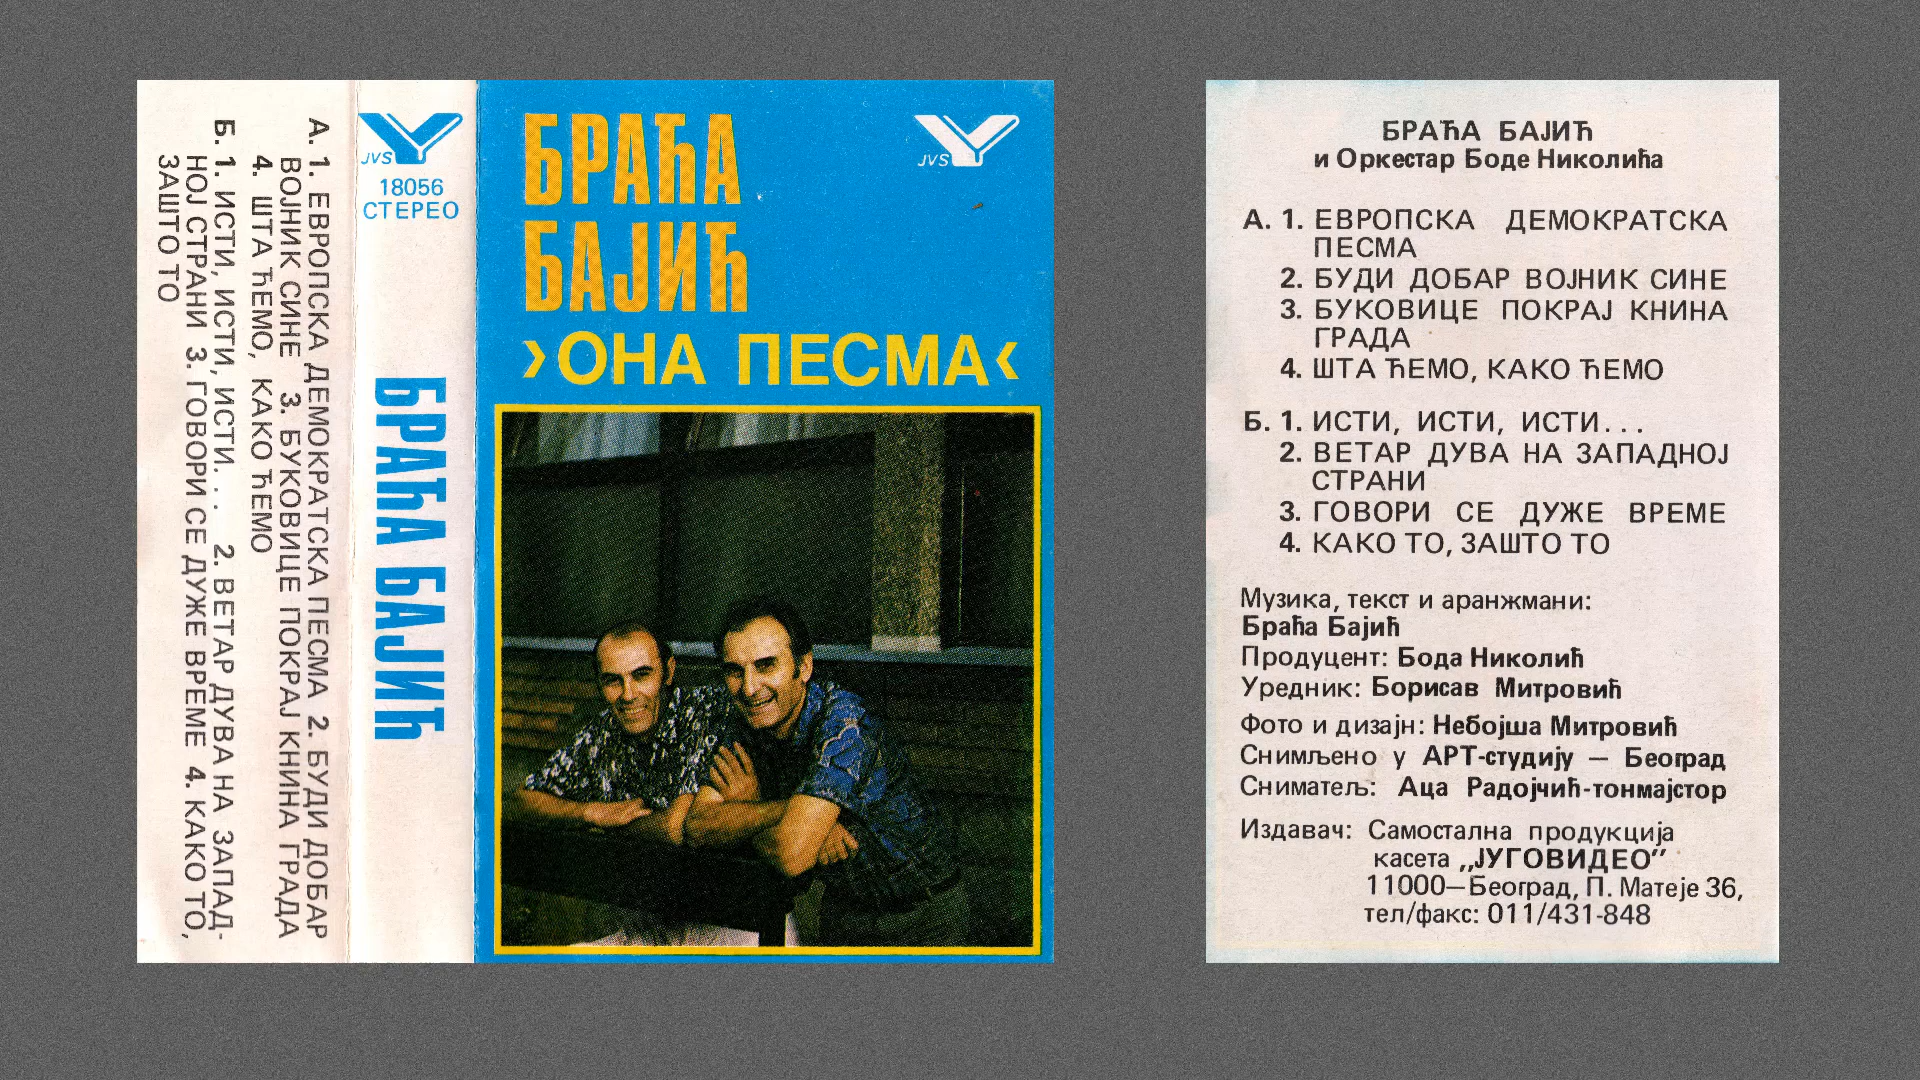 А. 1. ЕВРОПСКА ДЕМОКРАТСКА ПЕСМА 2. БУДИ ДОБАР
ВОЈНИК СИНЕ 3. БУКОВИЦЕ ПОКРАЈ КНИНА ГРАДА
4. ШТА ЋЕМО, КАКО ЋЕМО
Б. 1. ИСТИ, ИСТИ, ИСТИ... 2. ВЕТАР ДУВА НА ЗАПАД-
НОЈ СТРАНИ 3. ГОВОРИ СЕ ДУЖЕ ВРЕМЕ 4. КАКО ТО,
ЗАШТО ТО
JVS
18056
СТЕРЕО
БРАЋА БАЈИЋ
БРАЋА
БАЈИЋ
›ОНА ПЕСМА‹
JVS
БРАЋА БАЈИЋ
и Оркестар Боде Николића
А. 1. ЕВРОПСКА ДЕМОКРАТСКА
ПЕСМА
2. БУДИ ДОБАР ВОЈНИК СИНЕ
3. БУКОВИЦЕ ПОКРАЈ КНИНА
ГРАДА
4. ШТА ЋЕМО, КАКО ЋЕМО
Б. 1. ИСТИ, ИСТИ, ИСТИ...
2. ВЕТАР ДУВА НА ЗАПАДНОЈ
СТРАНИ
3. ГОВОРИ СЕ ДУЖЕ ВРЕМЕ
4. КАКО ТО, ЗАШТО ТО
Музика, текст и аранжмани:
Браћа Бајић
Продуцент: Бода Николић
Уредник: Борисав Митровић
Фото и дизајн: Небојша Митровић
Снимљено у АРТ-студију — Београд
Сниматељ: Аца Радојчић-тонмајстор
Издавач: Самостална продукција
касета „ЈУГОВИДЕО”
11000—Београд, П. Матеје 36,
тел/факс: 011/431-848